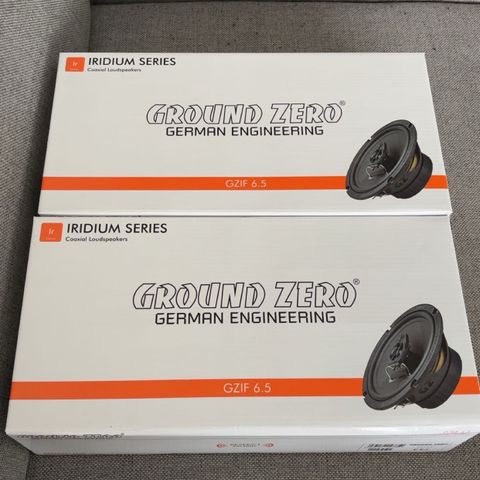 Ir
IRIDIUM SERIES
Coaxial Loudspeakers
GROUND ZERO®
GERMAN ENGINEERING
GZIF 6.5
Ir
IRIDIUM SERIES
Coaxial Loudspeakers
GROUND ZERO®
GERMAN ENGINEERING
GZIF 6.5